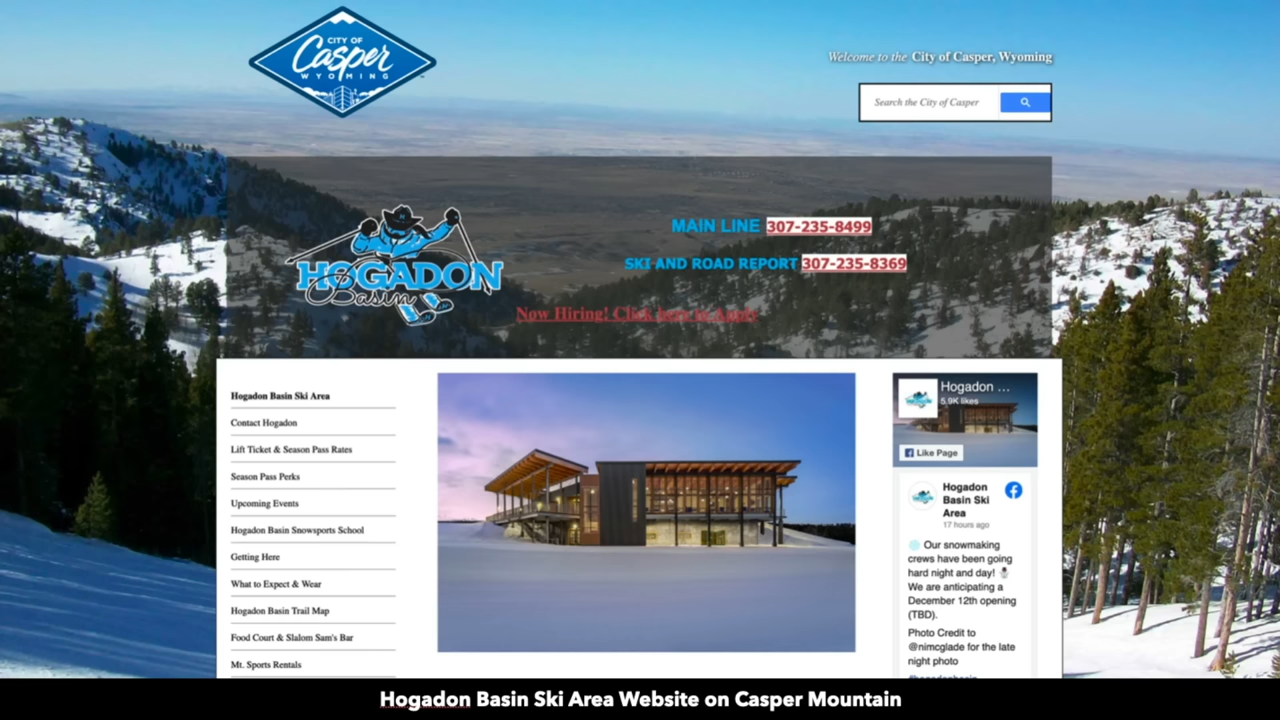 CITY OF
Casper
WYOMING
Welcome to the City of Casper, Wyoming
Search the City of Casper
HOGADON
Basin
MAIN LINE 307-235-8499
SKI AND ROAD REPORT 307-235-8369
Now Hiring! Click here to Apply
Hogadon Basin Ski Area
Contact Hogadon
Lift Ticket & Season Pass Rates
Season Pass Perks
Upcoming Events
Hogadon Basin Snowsports School
Getting Here
What to Expect & Wear
Hogadon Basin Trail Map
Food Court & Slalom Sam's Bar
Mt. Sports Rentals
HOGADON
Hogadon ...
5.9K likes
Like Page
Hogadon
Basin Ski
Area
17 hours ago
Our snowmaking
crews have been going
hard night and day!
We are anticipating a
December 12th opening
(TBD).
Photo Credit to
@nimcglade for the late
night photo
#hogadonbasin
Hogadon Basin Ski Area Website on Casper Mountain